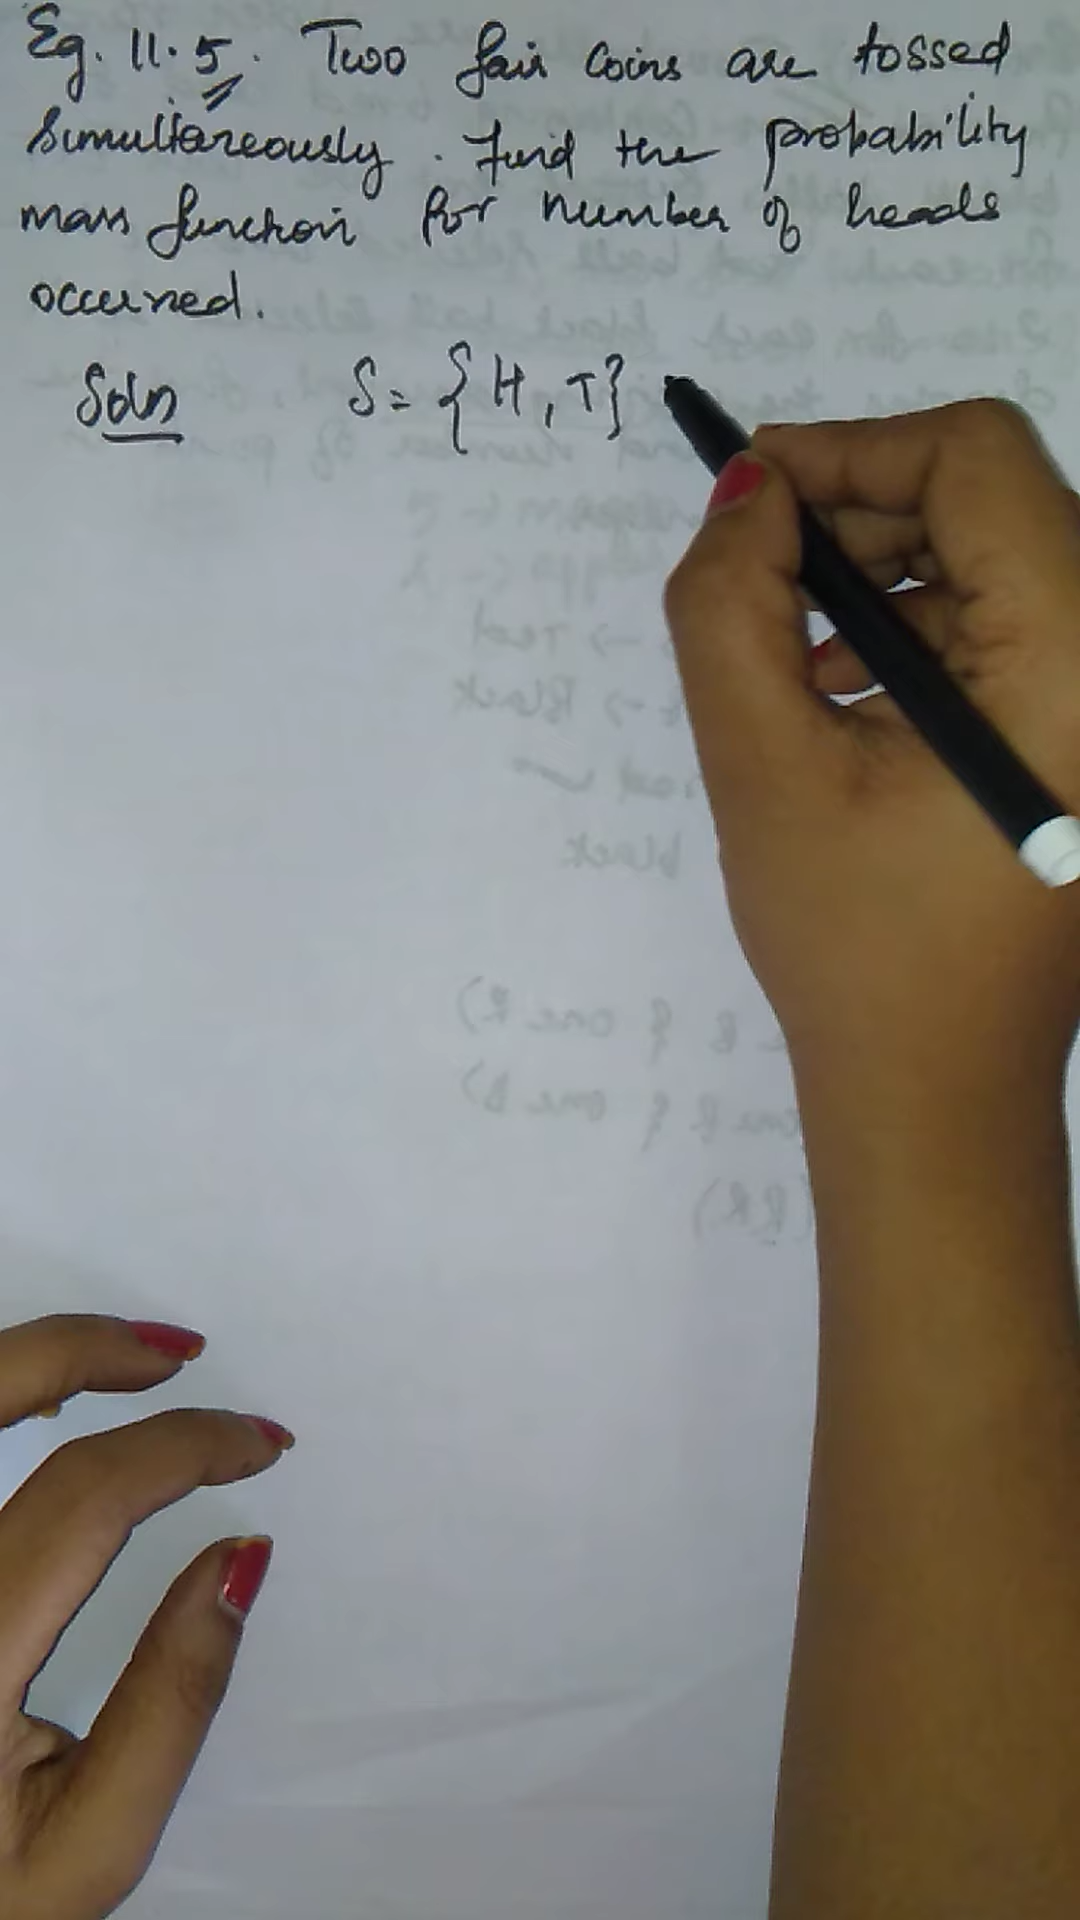 Eg. 11.5. Two fair coins are tossed
simultaneously. Find the probability
mass function for number of heads
occurred.
Soln S = {H, T}